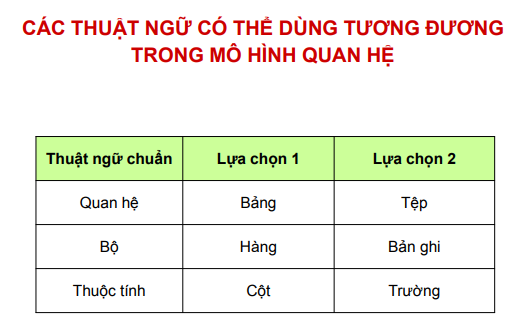 CÁC THUẬT NGỮ CÓ THỂ DÙNG TƯƠNG ĐƯƠNG
TRONG MÔ HÌNH QUAN HỆ
Thuật ngữ chuẩn Lựa chọn 1 Lựa chọn 2
Quan hệ Bảng Tệp
Bộ Hàng Bản ghi
Thuộc tính Cột Trường